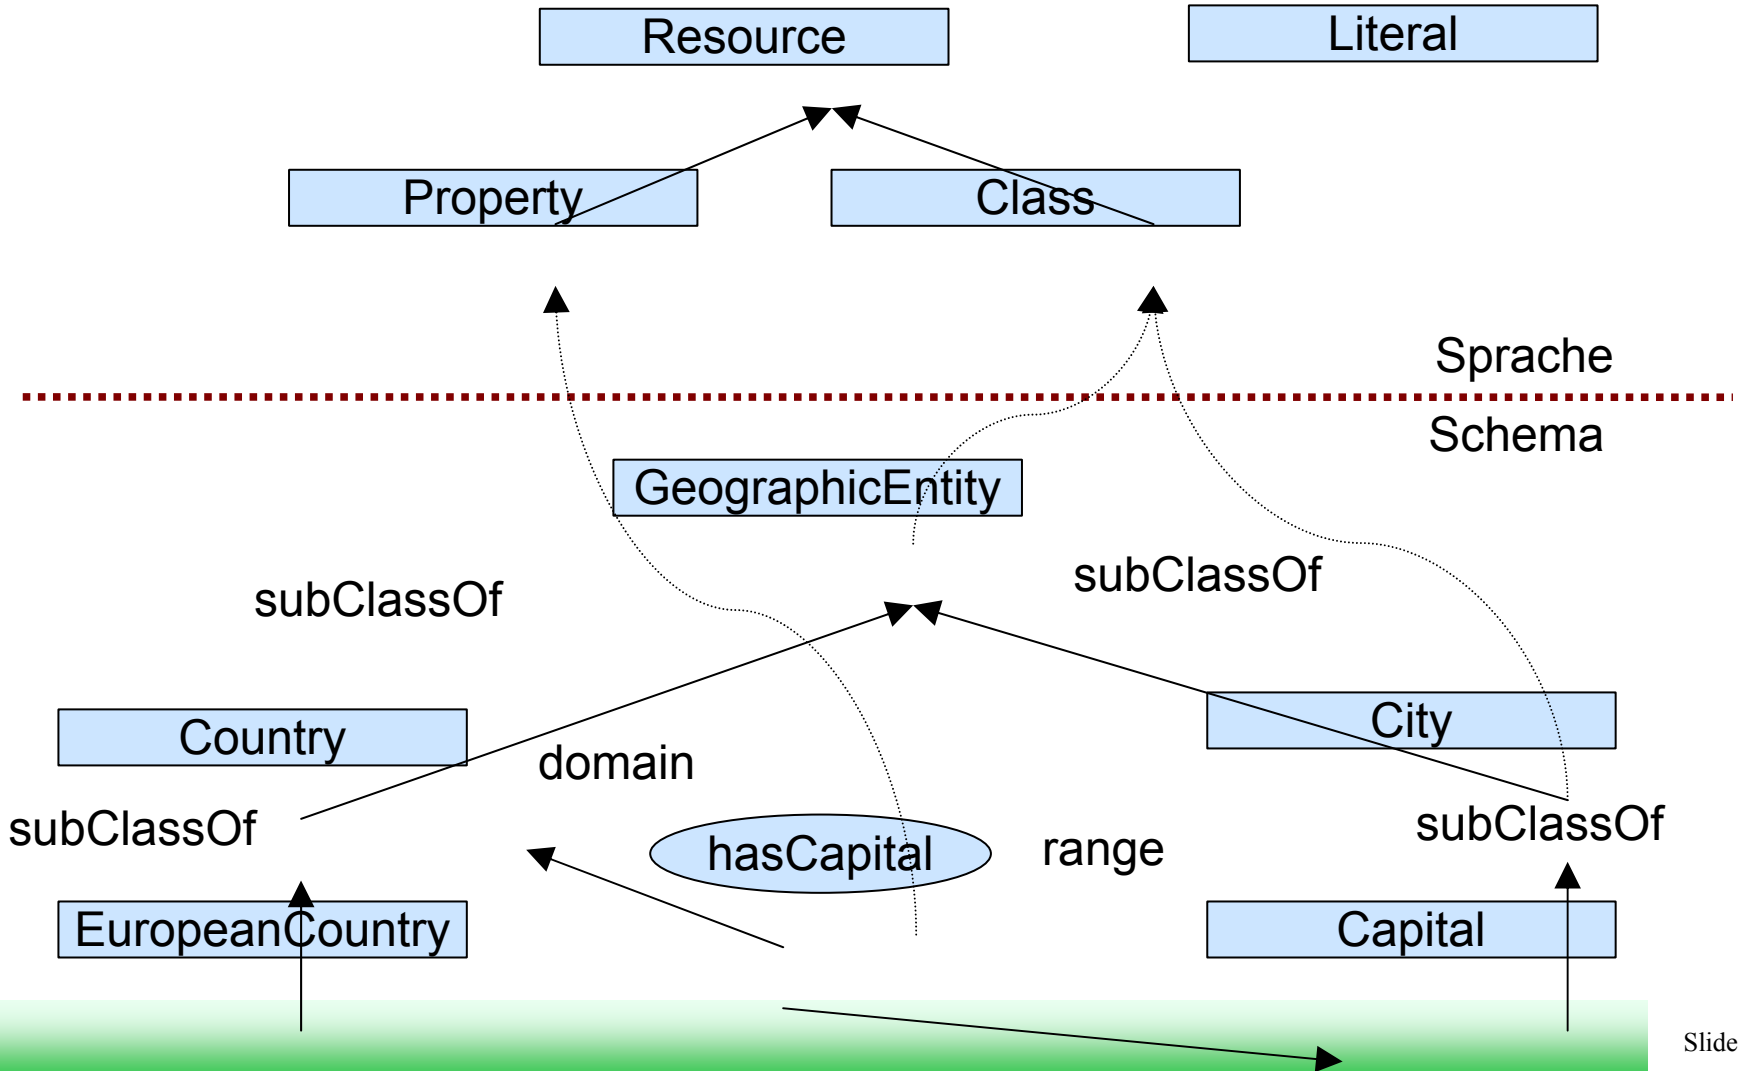 Resource
Literal
Property
Class
Sprache
Schema
GeographicEntity
subClassOf
subClassOf
Country
City
domain
subClassOf
hasCapital
range
subClassOf
EuropeanCountry
Capital
Slide